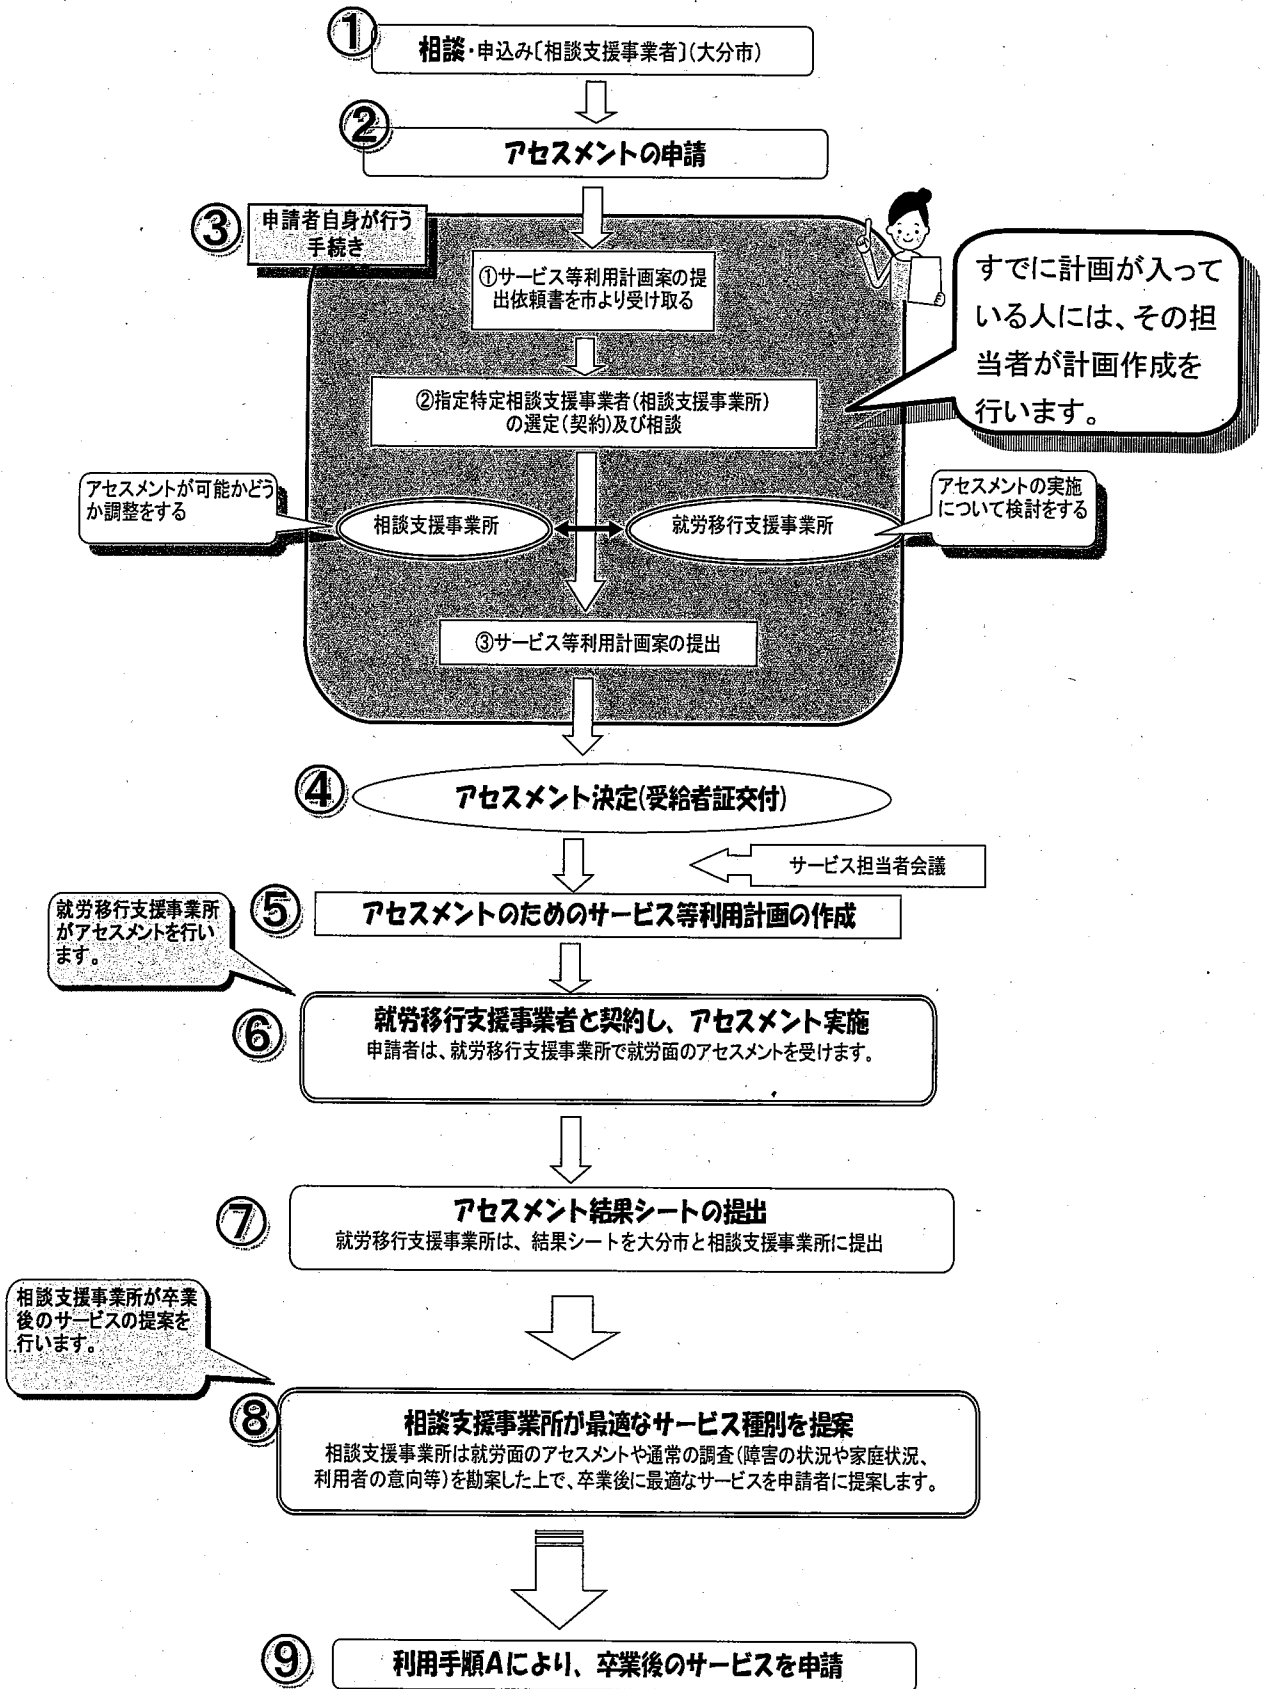 ①
相談・申込み〔相談支援事業者〕(大分市)
②
アセスメントの申請
③
申請者自身が行う
手続き
①サービス等利用計画案の提
出依頼書を市より受け取る
すでに計画が入って
いる人には、その担
当者が計画作成を
行います。
②指定特定相談支援事業者(相談支援事業所)
の選定(契約)及び相談
アセスメントが可能かどう
か調整をする
相談支援事業所
就労移行支援事業所
アセスメントの実施
について検討をする
③サービス等利用計画案の提出
④
アセスメント決定(受給者証交付)
サービス担当者会議
⑤
アセスメントのためのサービス等利用計画の作成
就労移行支援事業所
がアセスメントを行い
ます。
⑥
就労移行支援事業者と契約し、アセスメント実施
申請者は、就労移行支援事業所で就労面のアセスメントを受けます。
⑦
アセスメント結果シートの提出
就労移行支援事業所は、結果シートを大分市と相談支援事業所に提出
相談支援事業所が卒業
後のサービスの提案を
行います。
⑧
相談支援事業所が最適なサービス種別を提案
相談支援事業所は就労面のアセスメントや通常の調査(障害の状況や家庭状況、
利用者の意向等)を勘案した上で、卒業後に最適なサービスを申請者に提案します。
⑨
利用手順Aにより、卒業後のサービスを申請